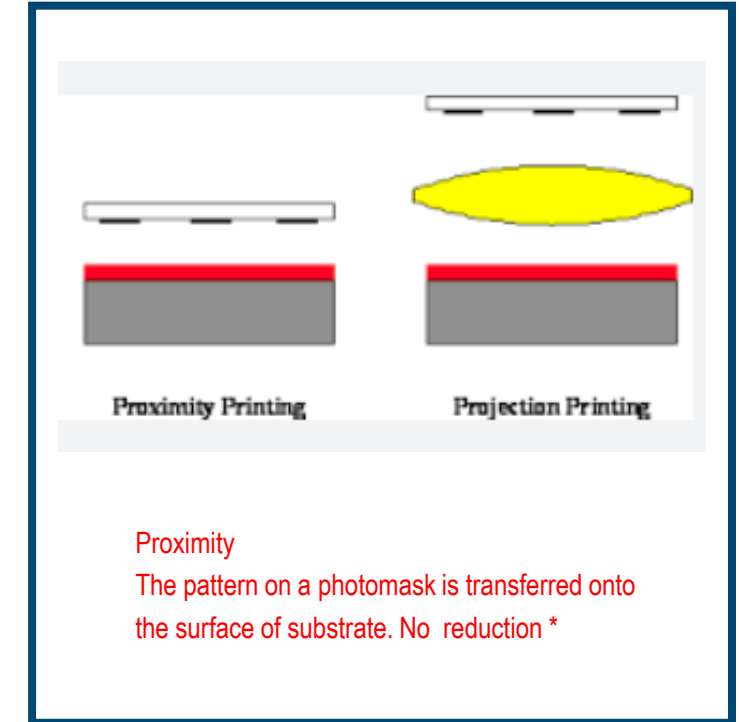 Proximity Printing
Projection Printing
Proximity
The pattern on a photomask is transferred onto
the surface of substrate. No  reduction *